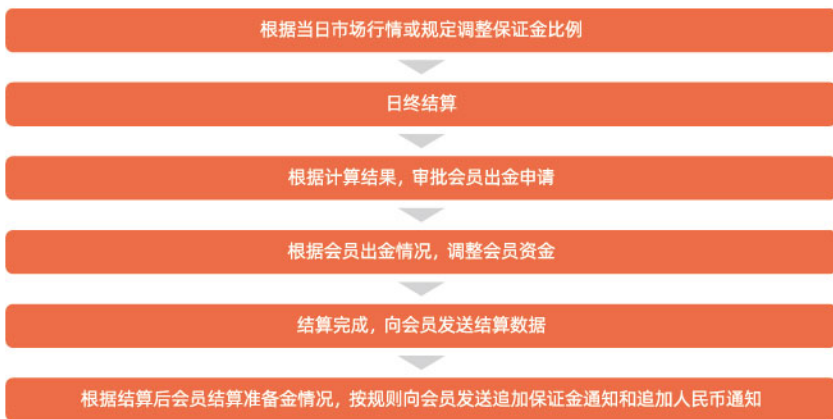 根据当日市场行情或规定调整保证金比例
日终结算
根据计算结果，审批会员出金申请
根据会员出金情况，调整会员资金
结算完成，向会员发送结算数据
根据结算后会员结算准备金情况，按规则向会员发送追加保证金通知和追加人民币通知